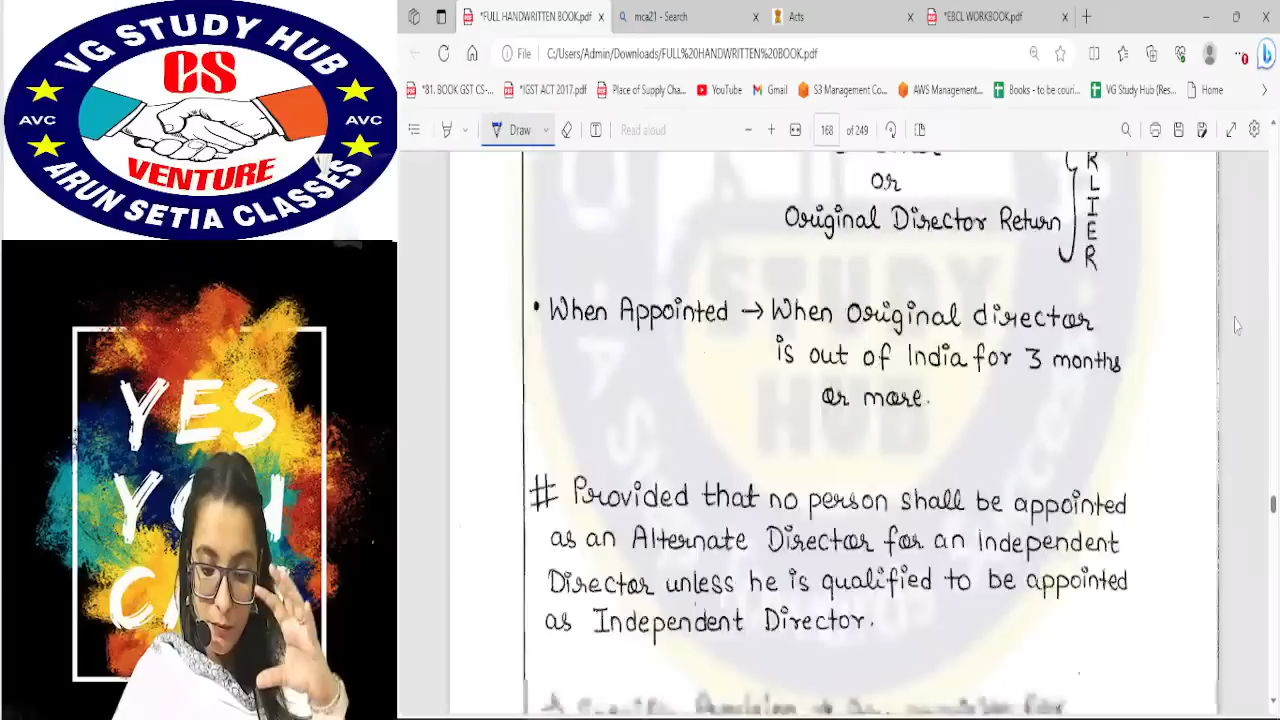 VG STUDY HUB
CS
AVC
AVC
VENTURE
ARUN SETIA CLASSES
YES
*FULL HANDWRITTEN BOOK.pdf
mca21 - Search
Acts
*EBCL WORKBOOK.pdf
File
C:/Users/Admin/Downloads/FULL%20HANDWRITTEN%20BOOK.pdf
*81. BOOK GST CS-...
*IGST ACT 2017.pdf
Place of Supply Cha...
YouTube
Gmail
S3 Management Co...
AWS Management...
Books - to be couri...
VG Study Hub (Res...
Home
Draw
Read aloud
168
of 249
or
Original Director Return
L
I
E
R
• When Appointed → When Original director
is out of India for 3 months
or more.
# Provided that no person shall be appointed
as an Alternate Director for an Independent
Director unless he is qualified to be appointed
as Independent Director.